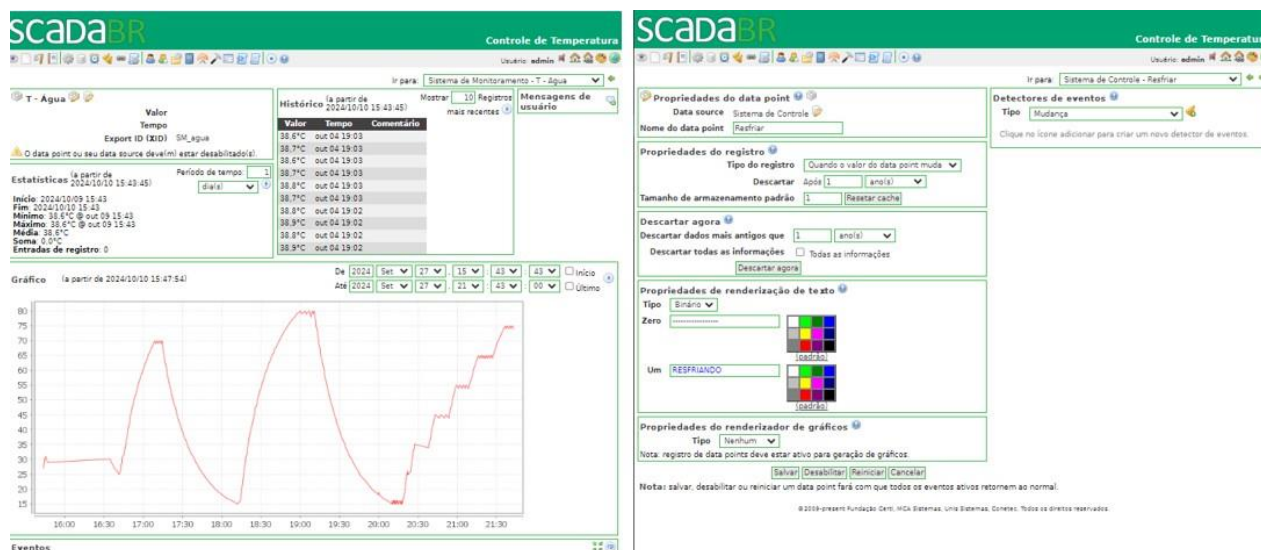 SCADABR
Controle de Temperatura
Usuário: admin
Ir para: Sistema de Monitoramento - T - Água
T - Água
Valor
Tempo
Export ID (XID) SM_agua
O data point ou seu data source deve(m) estar desabilitado(s).
Estatísticas (a partir de 2024/10/10 15:43:45)
Período de tempo: 1
dia(s)
Início: 2024/10/09 15:43
Fim: 2024/10/10 15:43
Mínimo: 38.6°C @ out 09 15:43
Máximo: 38.6°C @ out 09 15:43
Média: 38,6°C
Soma: 0.0°C
Entradas de registro: 0
Histórico (a partir de 2024/10/10 15:43:45)
Mostrar 10 Registros
mais recentes
Valor Tempo Comentário
38,6°C out 04 19:03
38,7°C out 04 19:03
38,6°C out 04 19:03
38,7°C out 04 19:03
38,8°C out 04 19:03
38,7°C out 04 19:03
38,8°C out 04 19:02
38,9°C out 04 19:02
38,8°C out 04 19:02
38,9°C out 04 19:02
Mensagens de
usuário
Gráfico (a partir de 2024/10/10 15:47:54)
De 2024 Set 27 , 15 : 43 : 43 Início
Até 2024 Set 27 , 21 : 43 : 00 Último
80
75
70
65
60
55
50
45
40
35
30
25
20
15
16:00 16:30 17:00 17:30 18:00 18:30 19:00 19:30 20:00 20:30 21:00 21:30
Eventos
SCADABR
Controle de Temperatur
Usuário: admin
Ir para: Sistema de Controle - Resfriar
Propriedades do data point
Data source Sistema de Controle
Nome do data point Resfriar
Propriedades do registro
Tipo do registro Quando o valor do data point muda
Descartar Após 1 ano(s)
Tamanho de armazenamento padrão 1 Resetar cache
Descartar agora
Descartar dados mais antigos que 1 ano(s)
Descartar todas as informações Todas as informações
Descartar agora
Propriedades de renderização de texto
Tipo Binário
Zero ----------------
(padrão)
Um RESFRIANDO
(padrão)
Propriedades do renderizador de gráficos
Tipo Nenhum
Nota: registro de data points deve estar ativo para geração de gráficos.
Salvar Desabilitar Reiniciar Cancelar
Nota: salvar, desabilitar ou reiniciar um data point fará com que todos os eventos ativos retornem ao normal.
©2009-present Fundação Certi, MCA Sistemas, Unis Sistemas, Conetec. Todos os direitos reservados.
Detectores de eventos
Tipo Mudança
Clique no ícone adicionar para criar um novo detector de eventos.